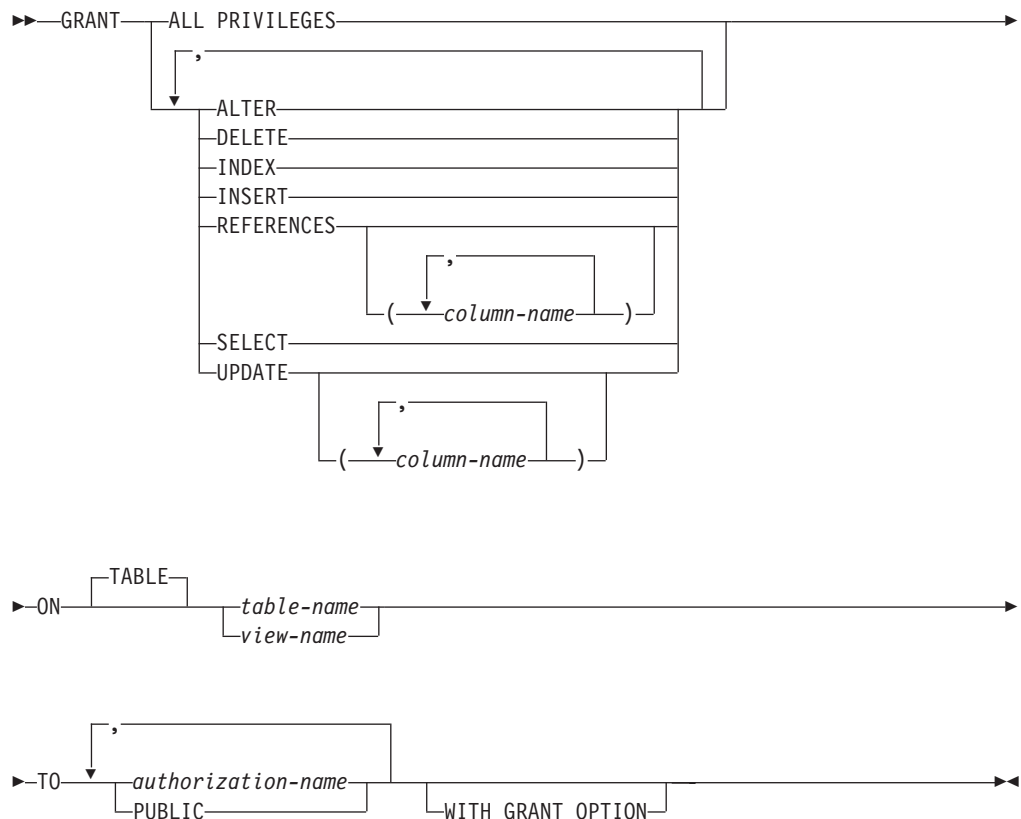 GRANT ALL PRIVILEGES
,
ALTER
DELETE
INDEX
INSERT
REFERENCES
,
( column-name )
SELECT
UPDATE
,
( column-name )
TABLE
ON table-name
view-name
,
TO authorization-name
PUBLIC WITH GRANT OPTION